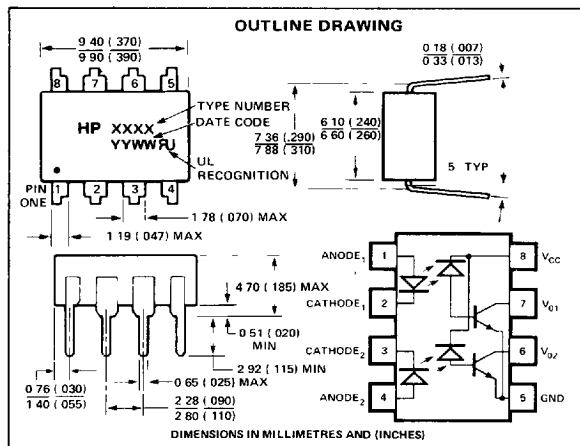 OUTLINE DRAWING
9.40 (.370)
9.90 (.390)
8 7 6 5
HP XXXX
YYWW RU
TYPE NUMBER
DATE CODE
UL
RECOGNITION
PIN
ONE
1 2 3 4
1.78 (.070) MAX
1.19 (.047) MAX
0.18 (.007)
0.33 (.013)
7.36 (.290)
7.88 (.310)
6.10 (.240)
6.60 (.260)
5 TYP
4.70 (.185) MAX
0.51 (.020)
MIN
2.92 (.115) MIN
0.76 (.030)
1.40 (.055)
0.65 (.025) MAX
2.28 (.090)
2.80 (.110)
ANODE1 1
CATHODE1 2
CATHODE2 3
ANODE2 4
8 VCC
7 V01
6 V02
5 GND
DIMENSIONS IN MILLIMETRES AND (INCHES)